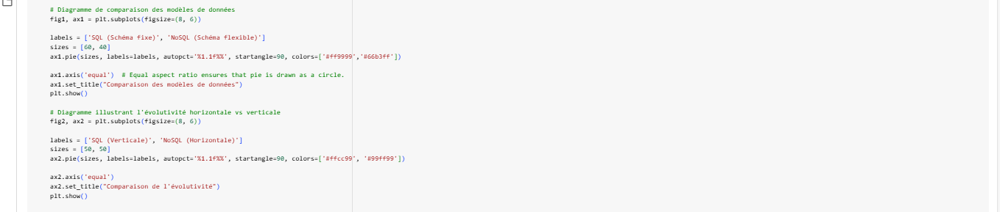 # Diagramme de comparaison des modèles de données
fig1, ax1 = plt.subplots(figsize=(8, 6))
labels = ['SQL (Schéma fixe)', 'NoSQL (Schéma flexible)']
sizes = [60, 40]
ax1.pie(sizes, labels=labels, autopct='%1.1f%%', startangle=90, colors=['#ff9999','#66b3ff'])
ax1.axis('equal')  # Equal aspect ratio ensures that pie is drawn as a circle.
ax1.set_title("Comparaison des modèles de données")
plt.show()
# Diagramme illustrant l'évolutivité horizontale vs verticale
fig2, ax2 = plt.subplots(figsize=(8, 6))
labels = ['SQL (Verticale)', 'NoSQL (Horizontale)']
sizes = [50, 50]
ax2.pie(sizes, labels=labels, autopct='%1.1f%%', startangle=90, colors=['#ffcc99', '#99ff99'])
ax2.axis('equal')
ax2.set_title("Comparaison de l'évolutivité")
plt.show()